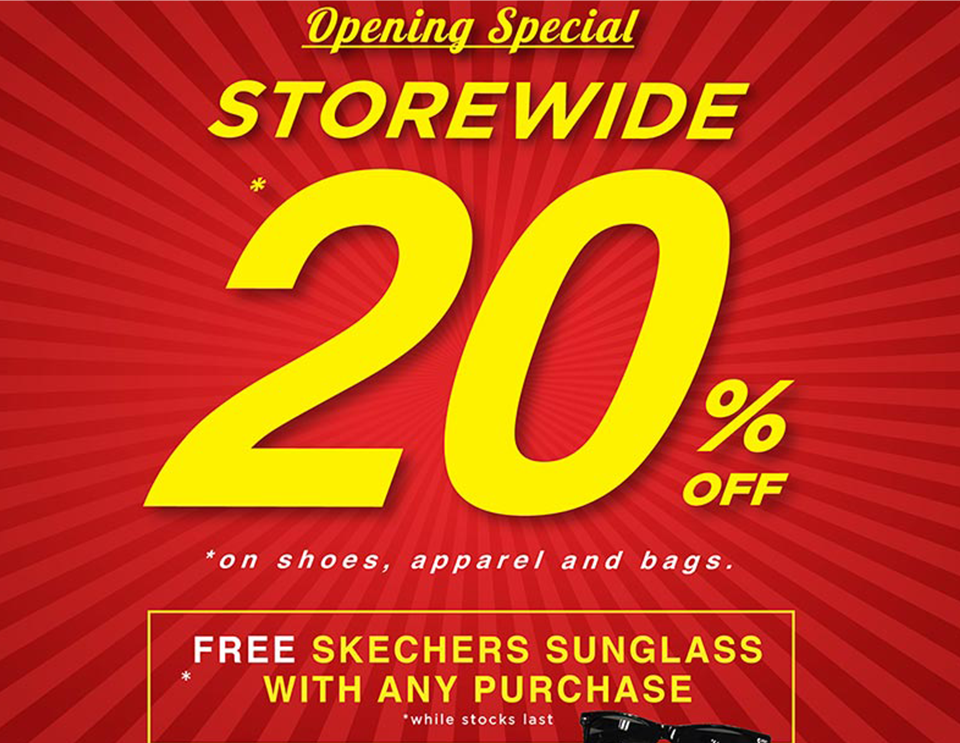 Opening Special
STOREWIDE
*20%
OFF
*on shoes, apparel and bags.
FREE SKECHERS SUNGLASS
*WITH ANY PURCHASE
*while stocks last